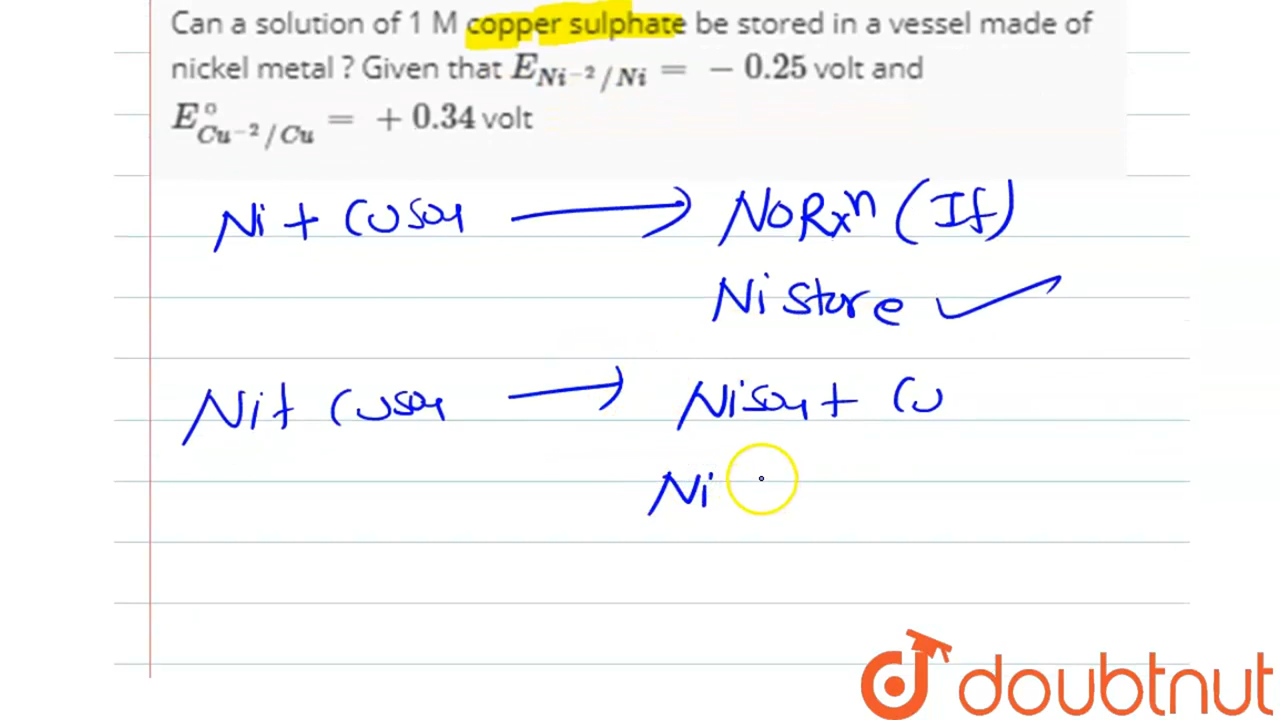 Can a solution of 1 M copper sulphate be stored in a vessel made of
nickel metal ? Given that E_{Ni^{-2}/Ni} = - 0.25 volt and
E°_{Cu^{-2}/Cu} = + 0.34 volt
Ni + CuSO4 → NO Rxn (If)
Ni Store ✓
Ni + CuSO4 → NiSO4 + Cu
Ni
doubtnut